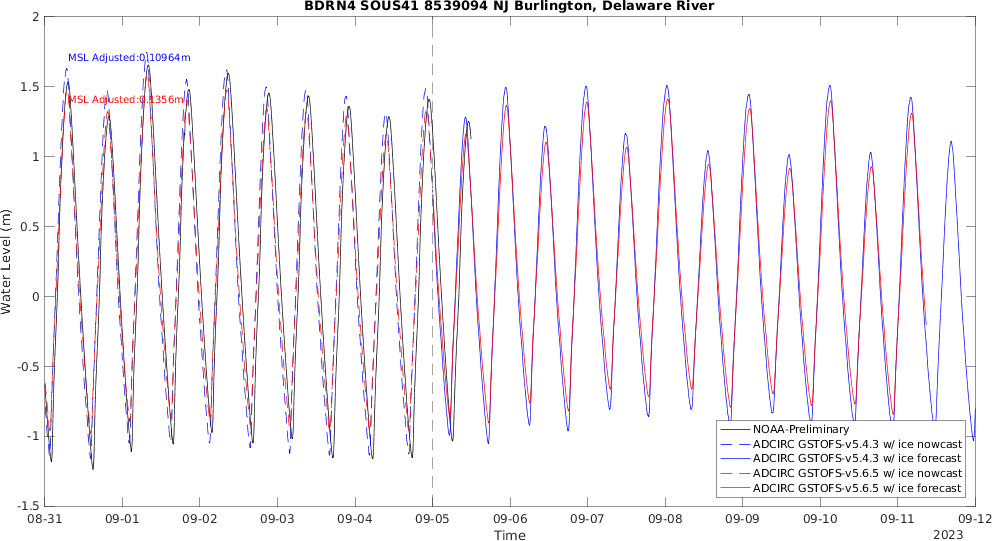 BDRN4 SOUS41 8539094 NJ Burlington, Delaware River
2
1.5
1
0.5
0
-0.5
-1
-1.5
Water Level (m)
MSL Adjusted:0.10964m
MSL Adjusted:0.1356m
NOAA-Preliminary
ADCIRC GSTOFS-v5.4.3 w/ ice nowcast
ADCIRC GSTOFS-v5.4.3 w/ ice forecast
ADCIRC GSTOFS-v5.6.5 w/ ice nowcast
ADCIRC GSTOFS-v5.6.5 w/ ice forecast
08-31 09-01 09-02 09-03 09-04 09-05 09-06 09-07 09-08 09-09 09-10 09-11 09-12
Time
2023